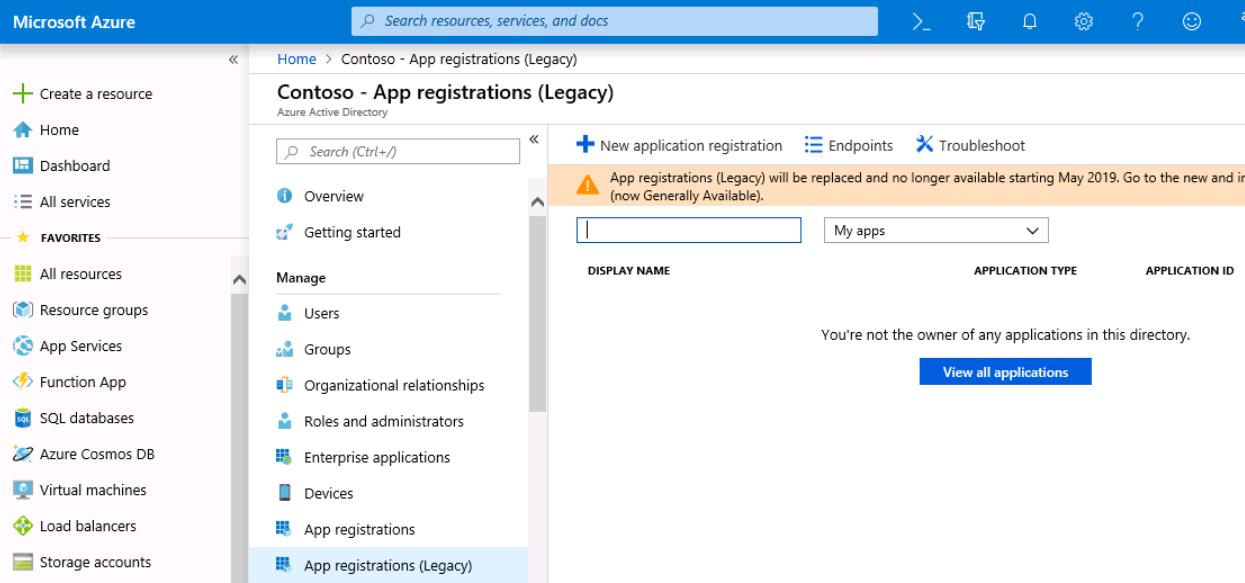 Microsoft Azure
Search resources, services, and docs
Create a resource
Home
Dashboard
All services
FAVORITES
All resources
Resource groups
App Services
Function App
SQL databases
Azure Cosmos DB
Virtual machines
Load balancers
Storage accounts
Home > Contoso - App registrations (Legacy)
Contoso - App registrations (Legacy)
Azure Active Directory
Search (Ctrl+/)
Overview
Getting started
Manage
Users
Groups
Organizational relationships
Roles and administrators
Enterprise applications
Devices
App registrations
App registrations (Legacy)
New application registration Endpoints Troubleshoot
App registrations (Legacy) will be replaced and no longer available starting May 2019. Go to the new and
(now Generally Available).
My apps
DISPLAY NAME APPLICATION TYPE APPLICATION ID
You're not the owner of any applications in this directory.
View all applications